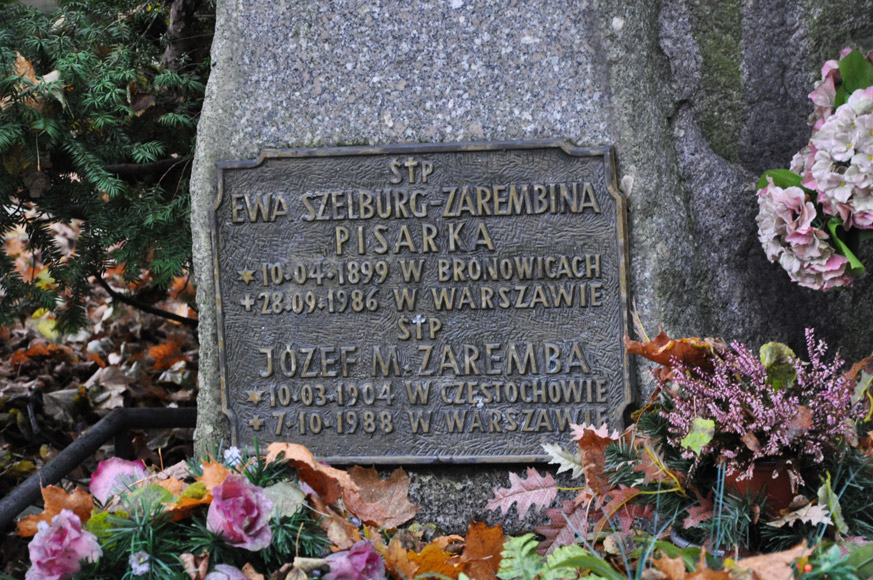 ŚtP
EWA SZELBURG-ZAREMBINA
PISARKA
* 10.04.1899 W BRONOWICACH
+ 28.09.1986 W WARSZAWIE
ŚtP
JÓZEF M. ZAREMBA
* 10.03.1904 W CZĘSTOCHOWIE
+ 7.10.1988 W WARSZAWIE